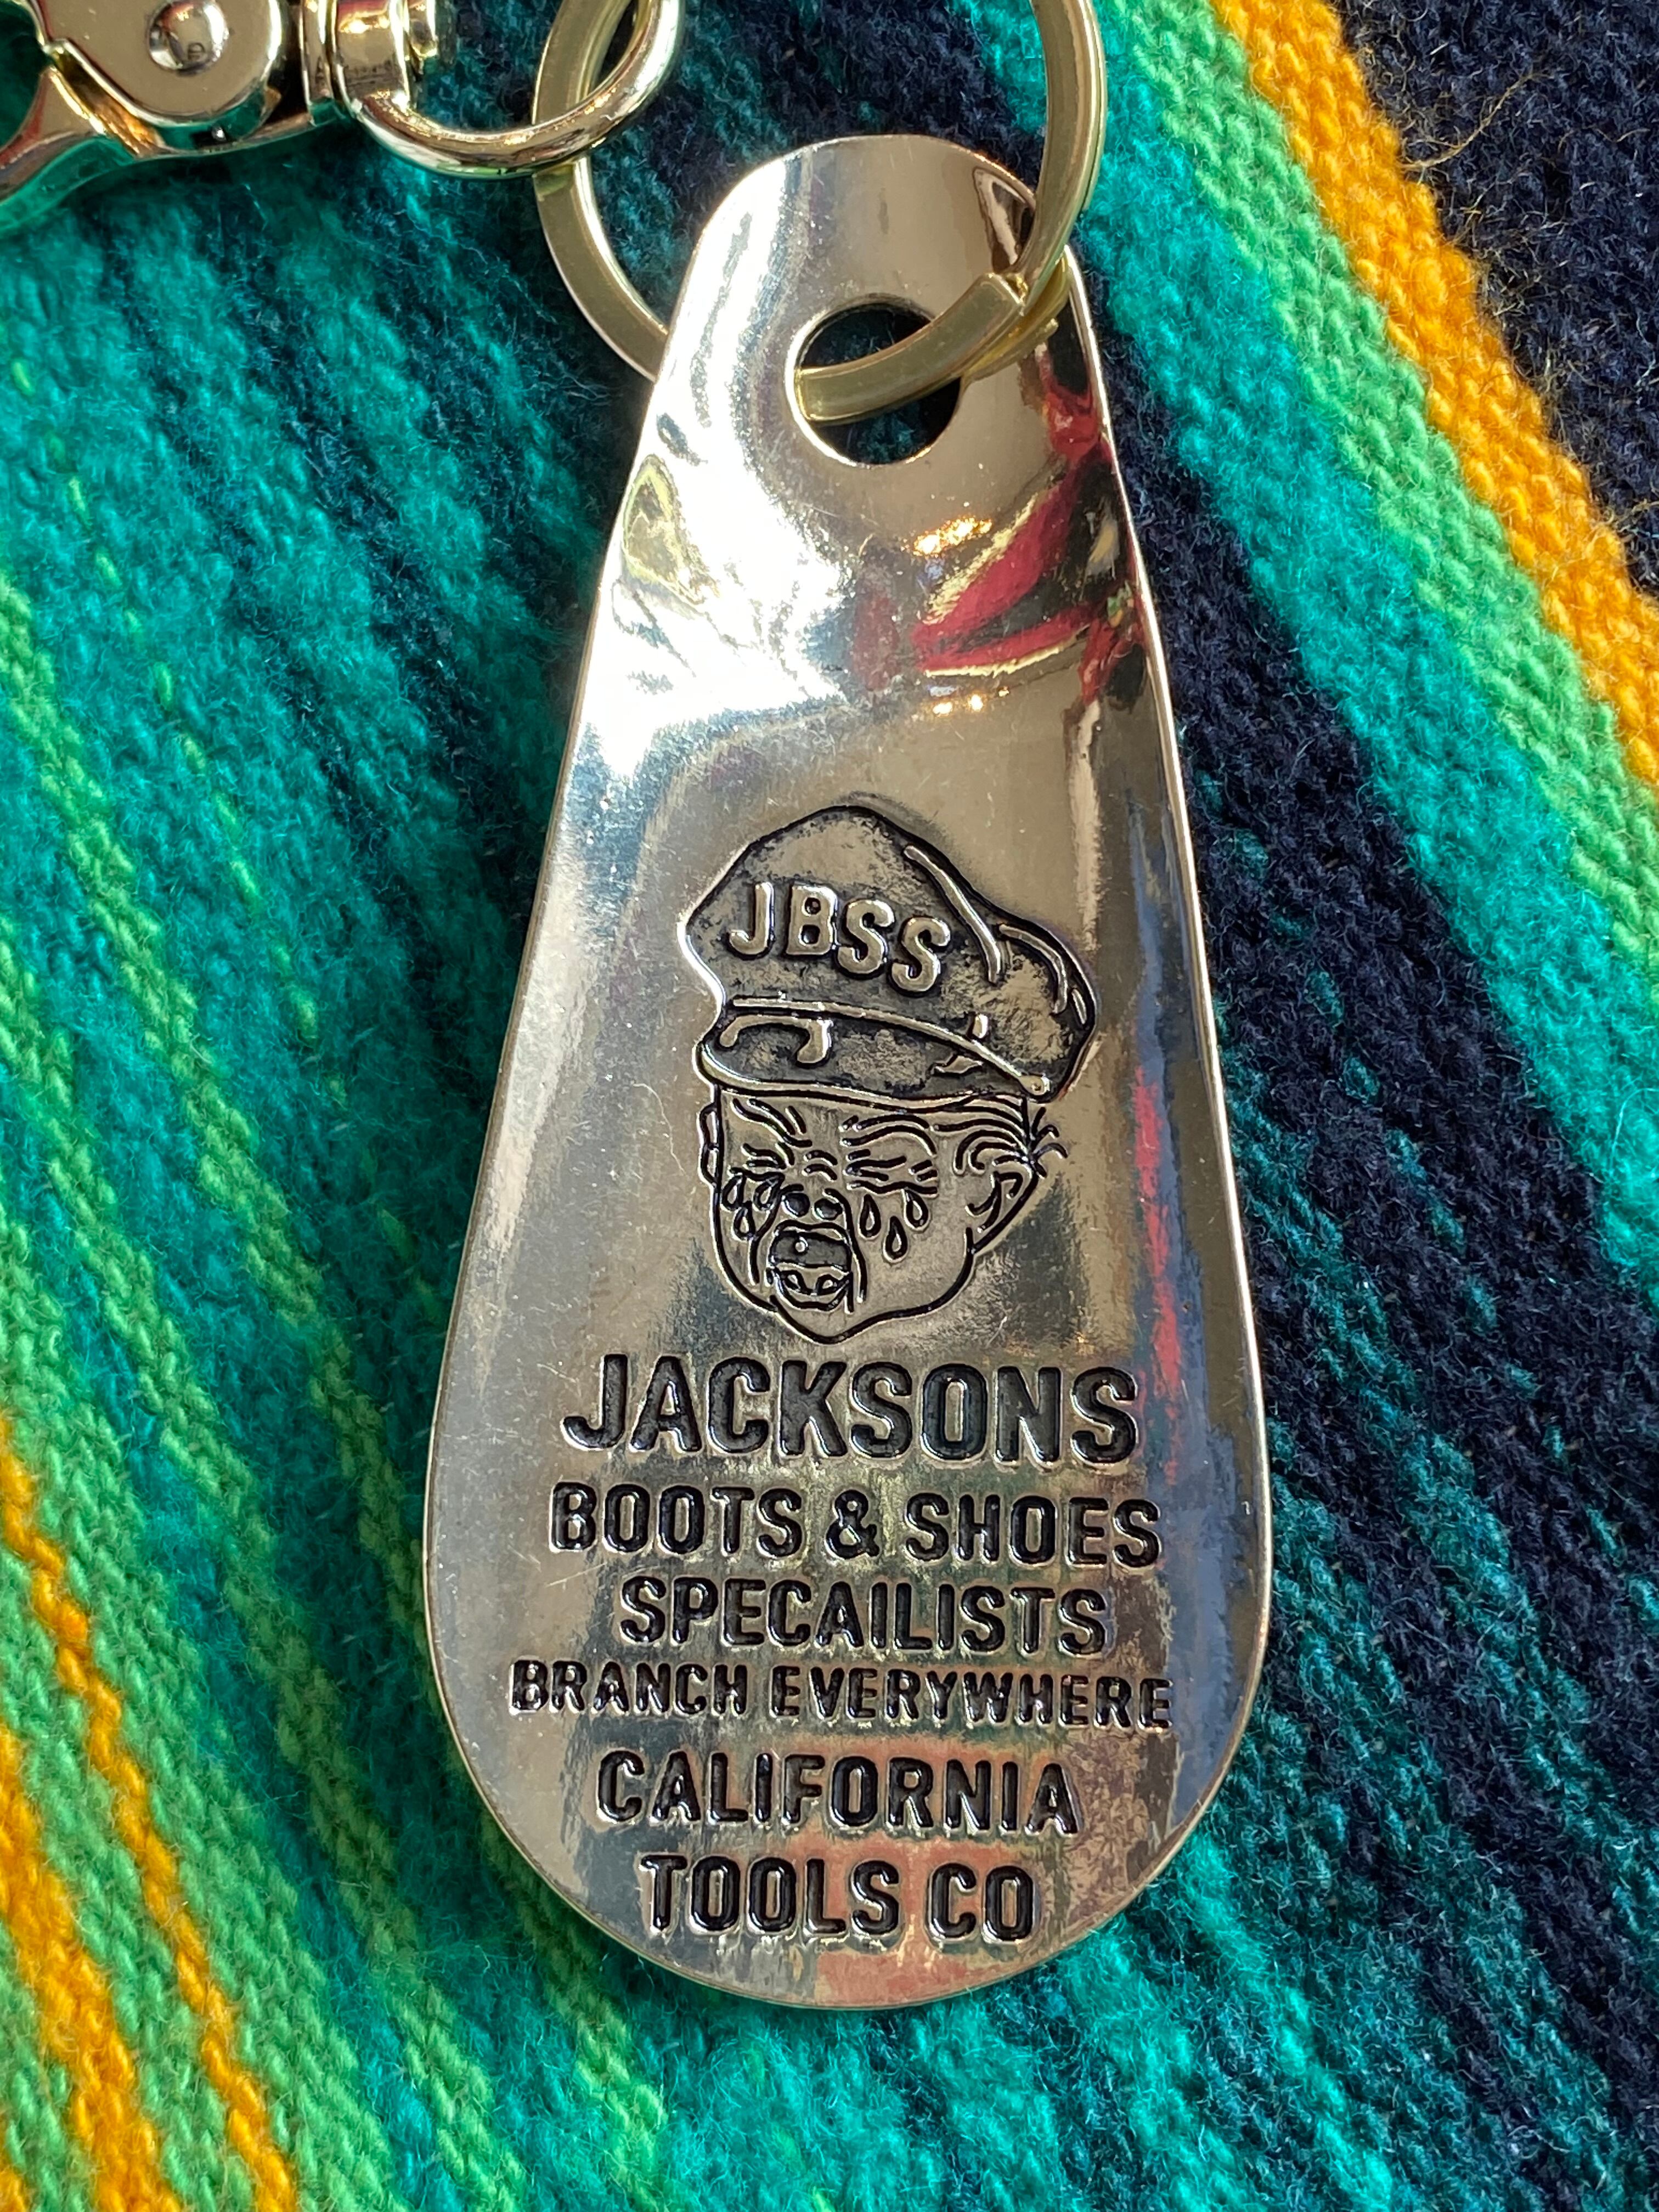 JBSS
JACKSONS
BOOTS & SHOES
SPECAILISTS
BRANCH EVERYWHERE
CALIFORNIA
TOOLS CO